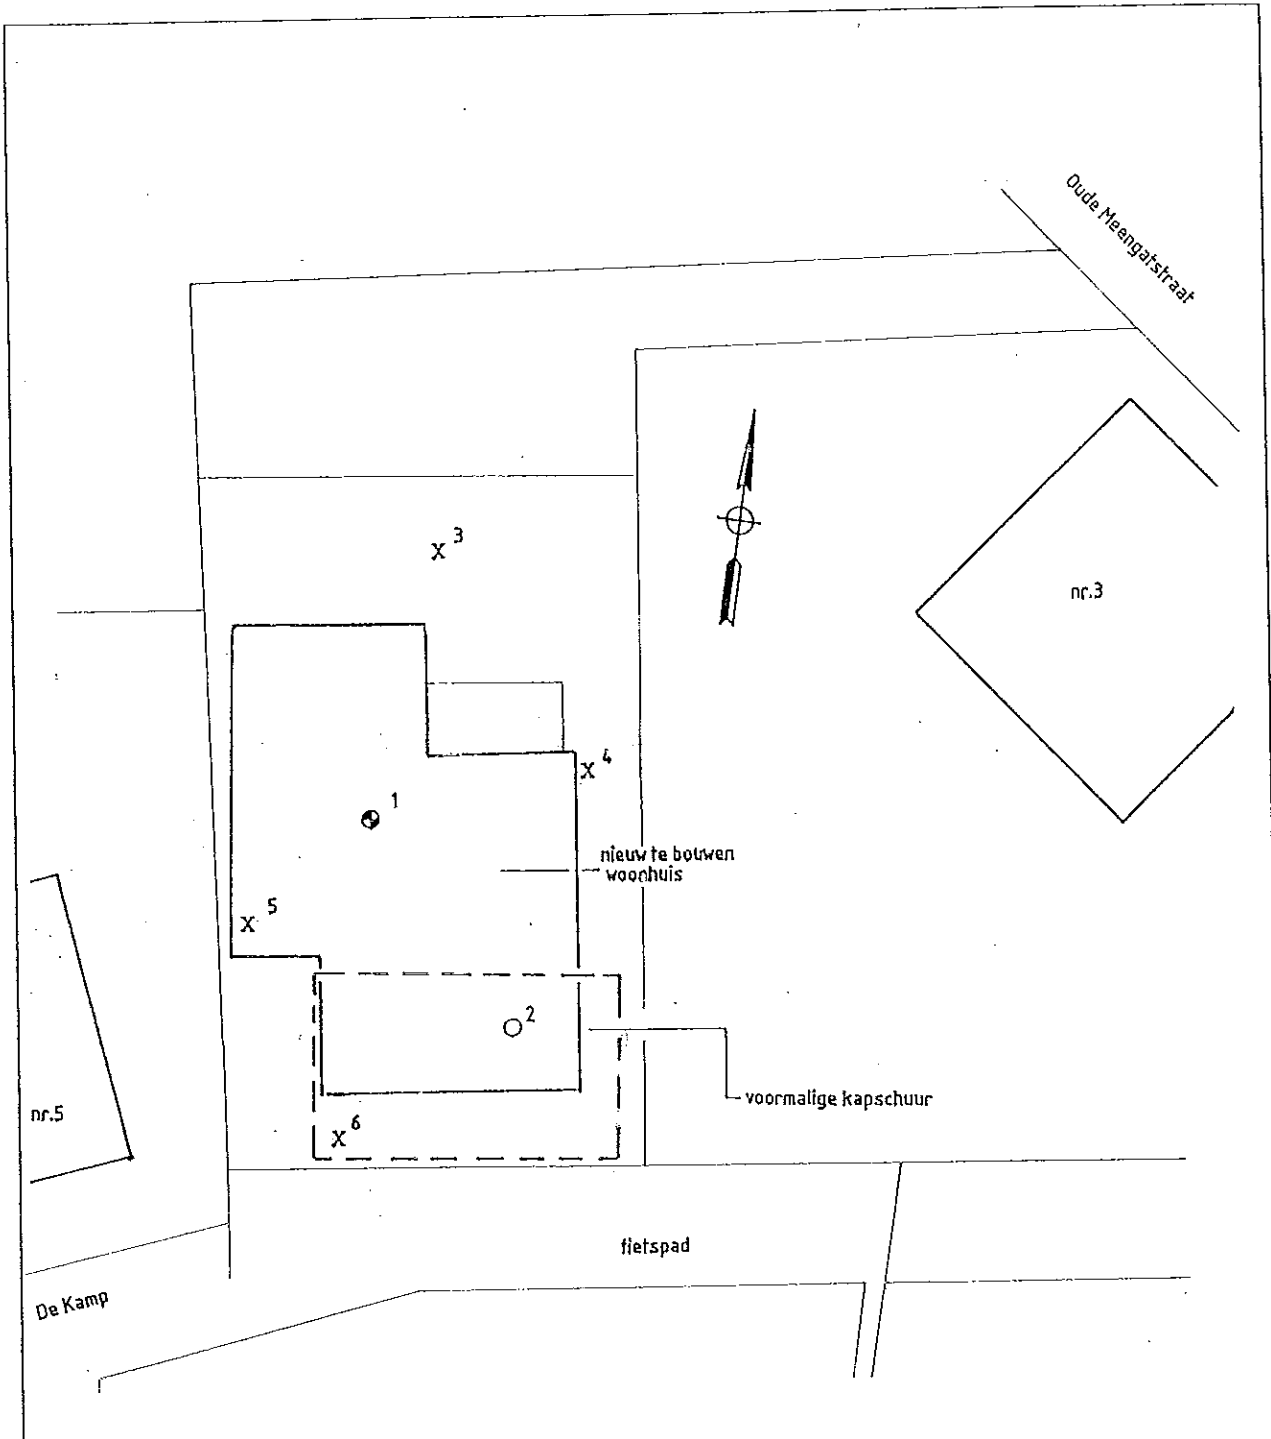 Oude Meengatstraat
X 3
nr.3
X 4
1
nieuw te bouwen
woonhuis
X 5
2
voormalige kapschuur
nr.5
X 6
fietspad
De Kamp